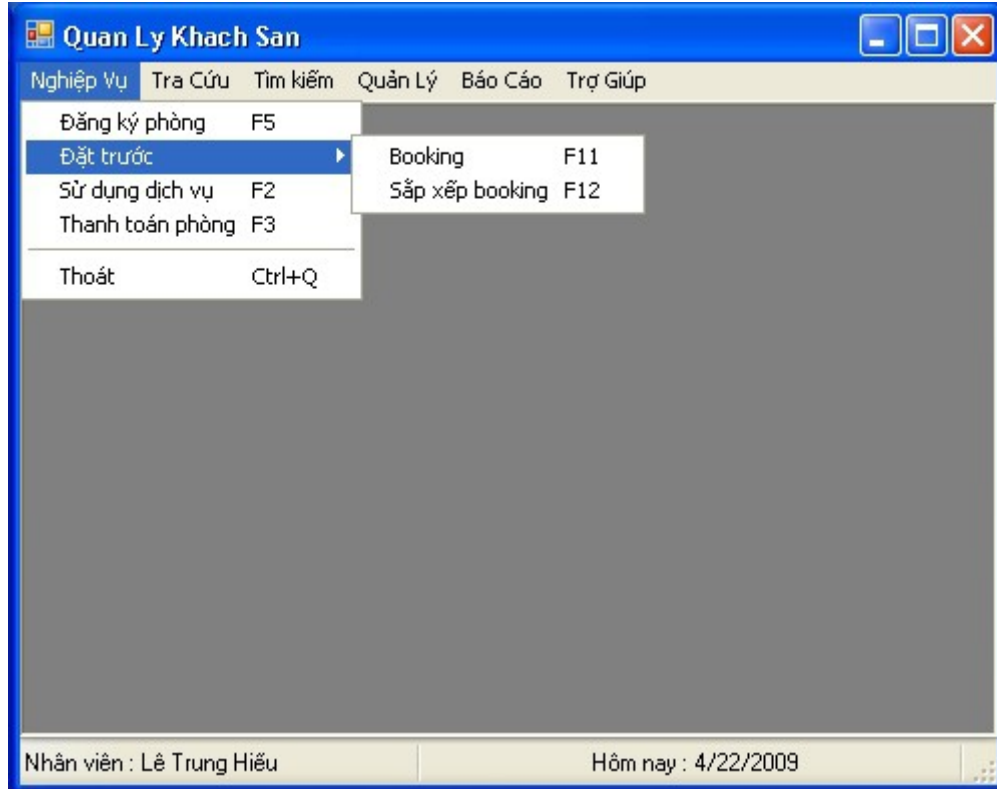 Quan Ly Khach San
Nghiệp Vụ Tra Cứu Tìm kiếm Quản Lý Báo Cáo Trợ Giúp
Đăng ký phòng F5
Đặt trước
Booking F11
Sắp xếp booking F12
Sử dụng dịch vụ F2
Thanh toán phòng F3
Thoát Ctrl+Q
Nhân viên : Lê Trung Hiếu Hôm nay : 4/22/2009